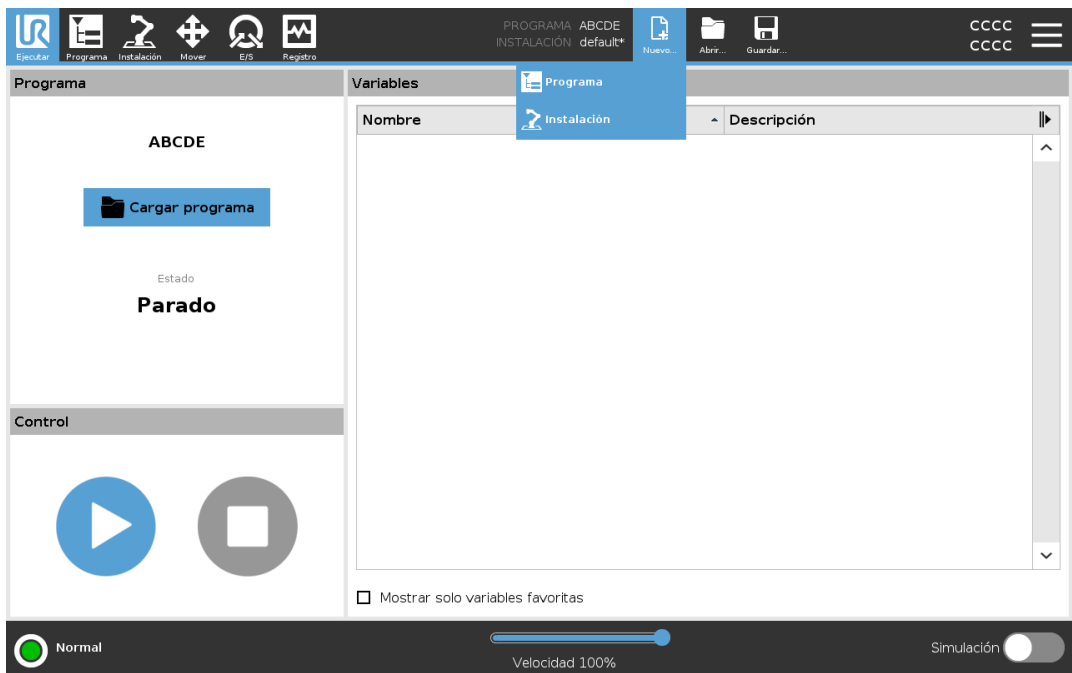 UR
Ejecutar
Programa
Instalación
Mover
E/S
Registro
PROGRAMA ABCDE
INSTALACIÓN default*
Nuevo...
Abrir...
Guardar...
CCCC
CCCC
Programa
Instalación
Programa
ABCDE
Cargar programa
Estado
Parado
Variables
Nombre
Descripción
Mostrar solo variables favoritas
Control
Normal
Velocidad 100%
Simulación